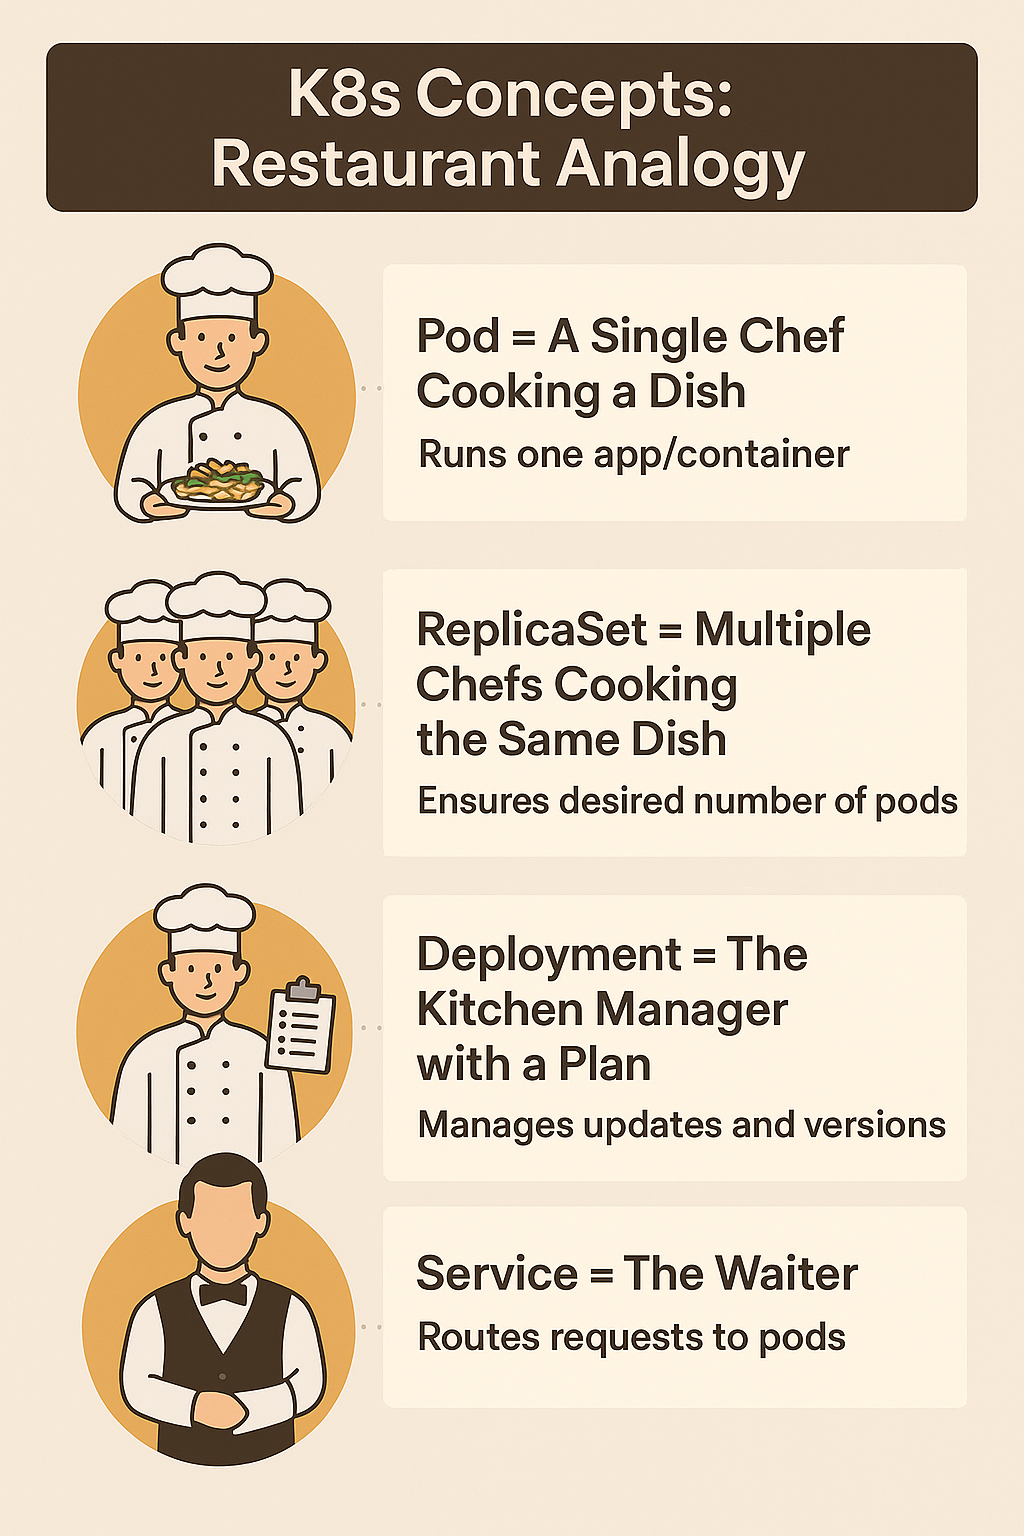 K8s Concepts:
Restaurant Analogy
Pod = A Single Chef
Cooking a Dish
Runs one app/container
ReplicaSet = Multiple
Chefs Cooking
the Same Dish
Ensures desired number of pods
Deployment = The
Kitchen Manager
with a Plan
Manages updates and versions
Service = The Waiter
Routes requests to pods